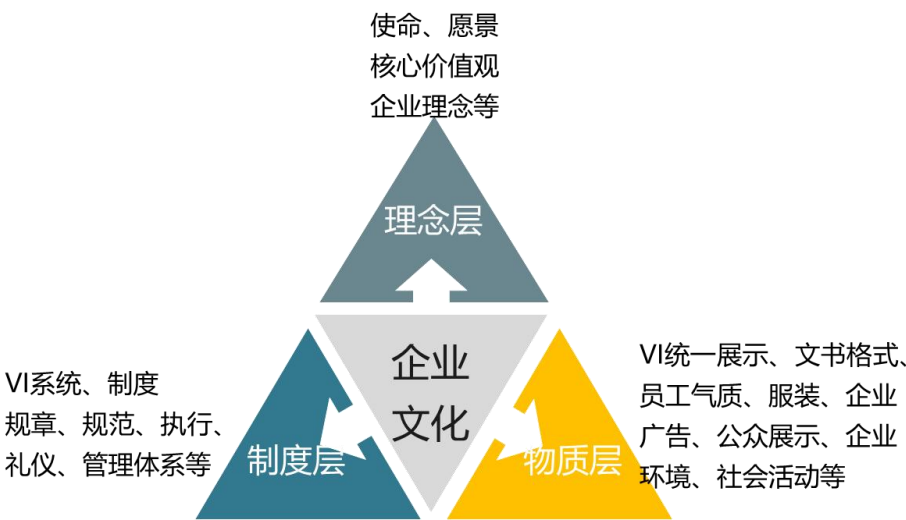 使命、愿景
核心价值观
企业理念等
理念层
企业
文化
VI系统、制度
规章、规范、执行、
礼仪、管理体系等
制度层
VI统一展示、文书格式、
员工气质、服装、企业
广告、公众展示、企业
环境、社会活动等
物质层